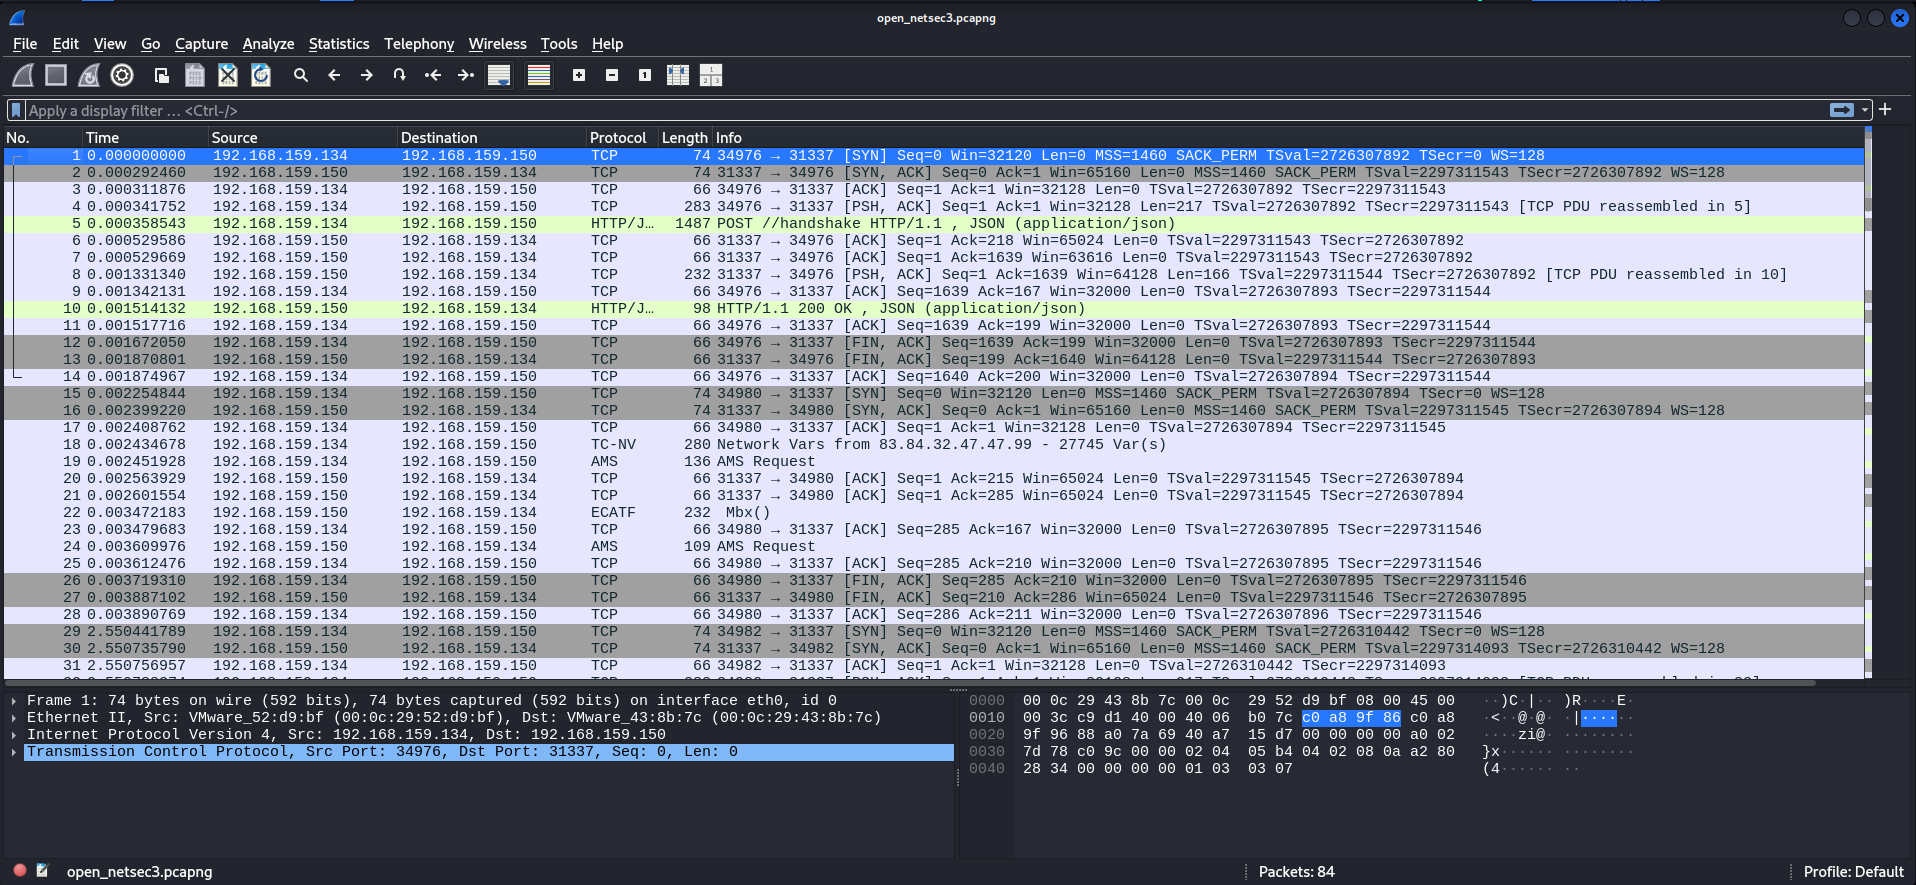 open_netsec3.pcapng
File Edit View Go Capture Analyze Statistics Telephony Wireless Tools Help
Apply a display filter … <Ctrl-/>
No. Time Source Destination Protocol Length Info
1 0.000000000 192.168.159.134 192.168.159.150 TCP 74 34976 → 31337 [SYN] Seq=0 Win=32120 Len=0 MSS=1460 SACK_PERM TSval=2726307892 TSecr=0 WS=128
2 0.000292460 192.168.159.150 192.168.159.134 TCP 74 31337 → 34976 [SYN, ACK] Seq=0 Ack=1 Win=65160 Len=0 MSS=1460 SACK_PERM TSval=2297311543 TSecr=2726307892 WS=128
3 0.000311876 192.168.159.134 192.168.159.150 TCP 66 34976 → 31337 [ACK] Seq=1 Ack=1 Win=32128 Len=0 TSval=2726307892 TSecr=2297311543
4 0.000341752 192.168.159.134 192.168.159.150 TCP 283 34976 → 31337 [PSH, ACK] Seq=1 Ack=1 Win=32128 Len=217 TSval=2726307892 TSecr=2297311543 [TCP PDU reassembled in 5]
5 0.000358543 192.168.159.134 192.168.159.150 HTTP/J… 1487 POST //handshake HTTP/1.1 , JSON (application/json)
6 0.000529586 192.168.159.150 192.168.159.134 TCP 66 31337 → 34976 [ACK] Seq=1 Ack=218 Win=65024 Len=0 TSval=2297311543 TSecr=2726307892
7 0.000529669 192.168.159.150 192.168.159.134 TCP 66 31337 → 34976 [ACK] Seq=1 Ack=1639 Win=63616 Len=0 TSval=2297311543 TSecr=2726307892
8 0.001331340 192.168.159.150 192.168.159.134 TCP 232 31337 → 34976 [PSH, ACK] Seq=1 Ack=1639 Win=64128 Len=166 TSval=2297311544 TSecr=2726307892 [TCP PDU reassembled in 10]
9 0.001342131 192.168.159.134 192.168.159.150 TCP 66 34976 → 31337 [ACK] Seq=1639 Ack=167 Win=32000 Len=0 TSval=2726307893 TSecr=2297311544
10 0.001514132 192.168.159.150 192.168.159.134 HTTP/J… 98 HTTP/1.1 200 OK , JSON (application/json)
11 0.001517716 192.168.159.134 192.168.159.150 TCP 66 34976 → 31337 [ACK] Seq=1639 Ack=199 Win=32000 Len=0 TSval=2726307893 TSecr=2297311544
12 0.001672050 192.168.159.134 192.168.159.150 TCP 66 34976 → 31337 [FIN, ACK] Seq=1639 Ack=199 Win=32000 Len=0 TSval=2726307893 TSecr=2297311544
13 0.001870801 192.168.159.150 192.168.159.134 TCP 66 31337 → 34976 [FIN, ACK] Seq=199 Ack=1640 Win=64128 Len=0 TSval=2297311544 TSecr=2726307893
14 0.001874967 192.168.159.134 192.168.159.150 TCP 66 34976 → 31337 [ACK] Seq=1640 Ack=200 Win=32000 Len=0 TSval=2726307894 TSecr=2297311544
15 0.002254844 192.168.159.134 192.168.159.150 TCP 74 34980 → 31337 [SYN] Seq=0 Win=32120 Len=0 MSS=1460 SACK_PERM TSval=2726307894 TSecr=0 WS=128
16 0.002399220 192.168.159.150 192.168.159.134 TCP 74 31337 → 34980 [SYN, ACK] Seq=0 Ack=1 Win=65160 Len=0 MSS=1460 SACK_PERM TSval=2297311545 TSecr=2726307894 WS=128
17 0.002408762 192.168.159.134 192.168.159.150 TCP 66 34980 → 31337 [ACK] Seq=1 Ack=1 Win=32128 Len=0 TSval=2726307894 TSecr=2297311545
18 0.002434678 192.168.159.134 192.168.159.150 TC-NV 280 Network Vars from 83.84.32.47.47.99 - 27745 Var(s)
19 0.002451928 192.168.159.134 192.168.159.150 AMS 136 AMS Request
20 0.002563929 192.168.159.150 192.168.159.134 TCP 66 31337 → 34980 [ACK] Seq=1 Ack=215 Win=65024 Len=0 TSval=2297311545 TSecr=2726307894
21 0.002601554 192.168.159.150 192.168.159.134 TCP 66 31337 → 34980 [ACK] Seq=1 Ack=285 Win=65024 Len=0 TSval=2297311545 TSecr=2726307894
22 0.003472183 192.168.159.150 192.168.159.134 ECATF 232 Mbx()
23 0.003479683 192.168.159.134 192.168.159.150 TCP 66 34980 → 31337 [ACK] Seq=285 Ack=167 Win=32000 Len=0 TSval=2726307895 TSecr=2297311546
24 0.003609976 192.168.159.150 192.168.159.134 AMS 109 AMS Request
25 0.003612476 192.168.159.134 192.168.159.150 TCP 66 34980 → 31337 [ACK] Seq=285 Ack=210 Win=32000 Len=0 TSval=2726307895 TSecr=2297311546
26 0.003719310 192.168.159.134 192.168.159.150 TCP 66 34980 → 31337 [FIN, ACK] Seq=285 Ack=210 Win=32000 Len=0 TSval=2726307895 TSecr=2297311546
27 0.003887102 192.168.159.150 192.168.159.134 TCP 66 31337 → 34980 [FIN, ACK] Seq=210 Ack=286 Win=65024 Len=0 TSval=2297311546 TSecr=2726307895
28 0.003890769 192.168.159.134 192.168.159.150 TCP 66 34980 → 31337 [ACK] Seq=286 Ack=211 Win=32000 Len=0 TSval=2726307896 TSecr=2297311546
29 2.550441789 192.168.159.134 192.168.159.150 TCP 74 34982 → 31337 [SYN] Seq=0 Win=32120 Len=0 MSS=1460 SACK_PERM TSval=2726310442 TSecr=0 WS=128
30 2.550735790 192.168.159.150 192.168.159.134 TCP 74 31337 → 34982 [SYN, ACK] Seq=0 Ack=1 Win=65160 Len=0 MSS=1460 SACK_PERM TSval=2297314093 TSecr=2726310442 WS=128
31 2.550756957 192.168.159.134 192.168.159.150 TCP 66 34982 → 31337 [ACK] Seq=1 Ack=1 Win=32128 Len=0 TSval=2726310442 TSecr=2297314093
Frame 1: 74 bytes on wire (592 bits), 74 bytes captured (592 bits) on interface eth0, id 0
Ethernet II, Src: VMware_52:d9:bf (00:0c:29:52:d9:bf), Dst: VMware_43:8b:7c (00:0c:29:43:8b:7c)
Internet Protocol Version 4, Src: 192.168.159.134, Dst: 192.168.159.150
Transmission Control Protocol, Src Port: 34976, Dst Port: 31337, Seq: 0, Len: 0
0000 00 0c 29 43 8b 7c 00 0c 29 52 d9 bf 08 00 45 00 ··)C·|·· )R····E·
0010 00 3c c9 d1 40 00 40 06 b0 7c c0 a8 9f 86 c0 a8 ·<··@·@· ·|······
0020 9f 96 88 a0 7a 69 40 a7 15 d7 00 00 00 00 a0 02 ····zi@· ········
0030 7d 78 c0 9c 00 00 02 04 05 b4 04 02 08 0a a2 80 }x······ ········
0040 28 34 00 00 00 00 01 03 03 07 (4······ ··
open_netsec3.pcapng Packets: 84 Profile: Default